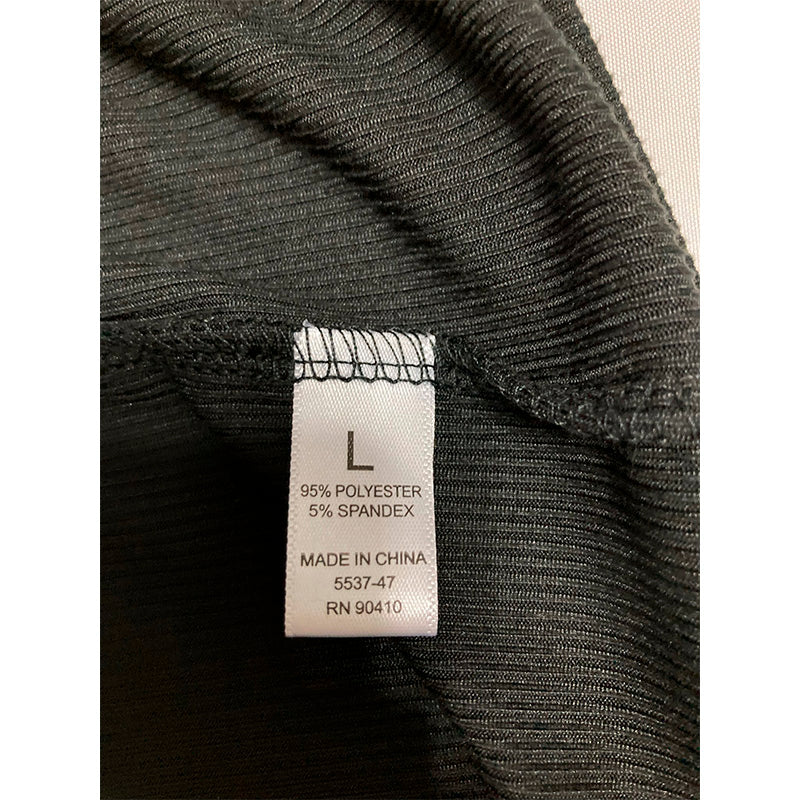 L
95% POLYESTER
5% SPANDEX
MADE IN CHINA
5537-47
RN 90410